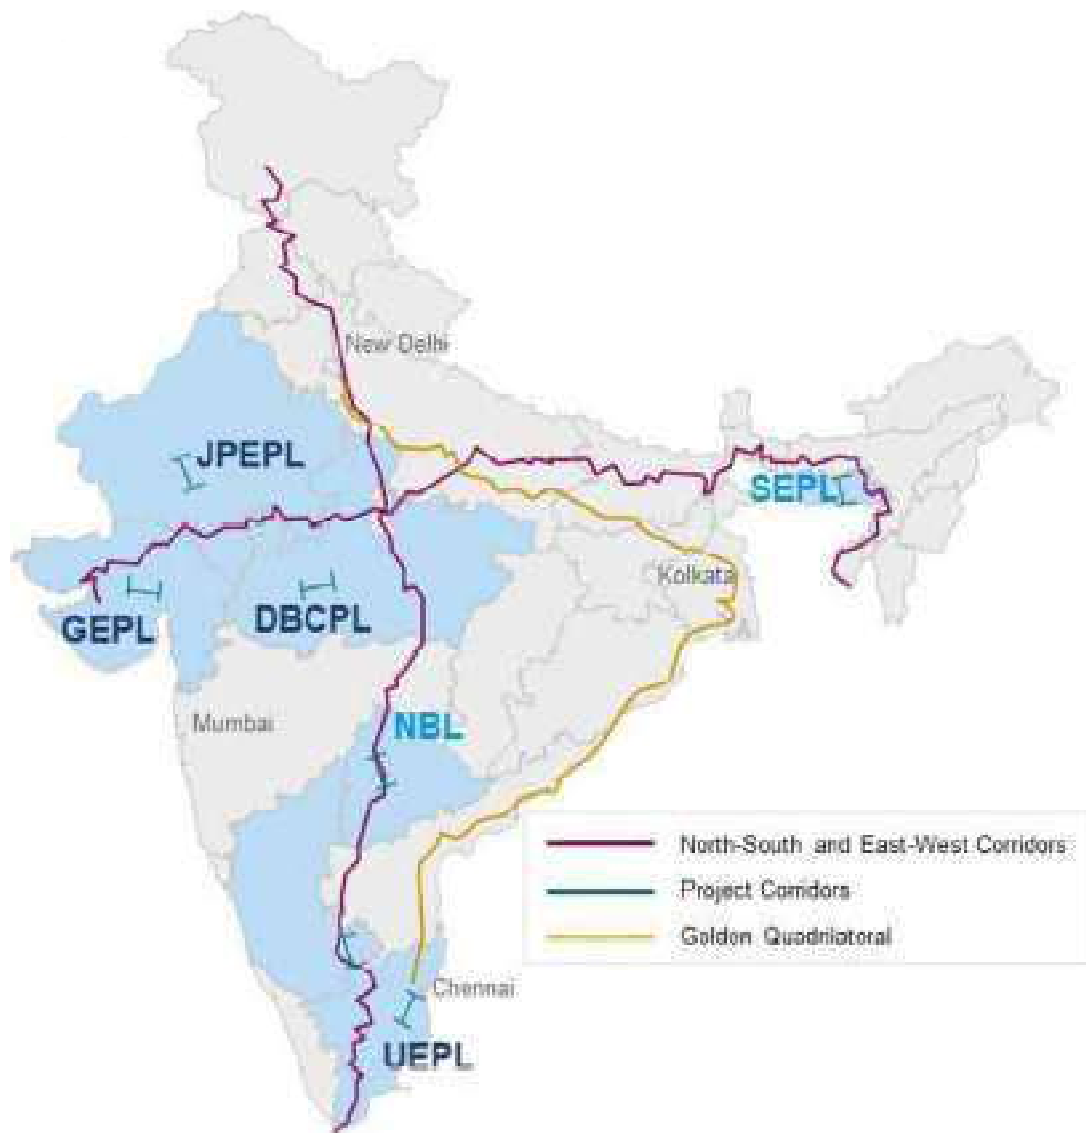 New Delhi
JPEPL
SEPL
Kolkata
GEPL
DBCPL
NBL
Mumbai
North-South and East-West Corridors
Project Corridors
Golden Quadrilateral
Chennai
UEPL